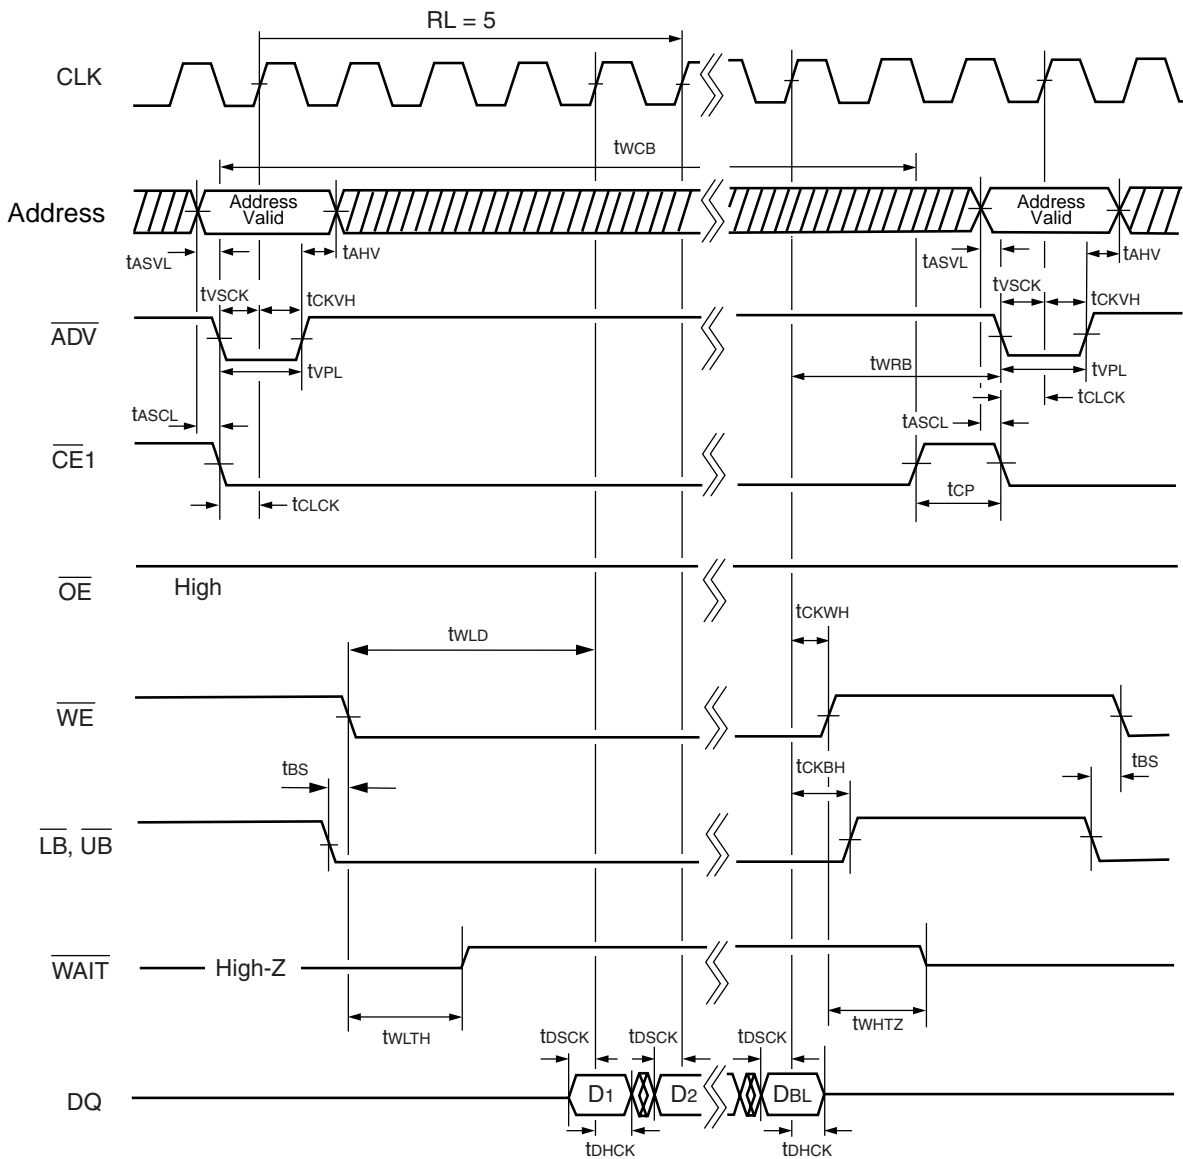 RL = 5
CLK
tWCB
Address
Address Valid
Address Valid
tASVL
tAHV
tASVL
tAHV
tVSCK
tCKVH
tVSCK
tCKVH
ADV
tVPL
tWRB
tVPL
tCLCK
tASCL
tASCL
CE1
tCLCK
tCP
OE
High
tCKWH
tWLD
WE
tBS
tCKBH
tBS
LB, UB
WAIT
High-Z
tWLTH
tWHTZ
tDSCK
tDSCK
tDSCK
DQ
D1
D2
DBL
tDHCK
tDHCK